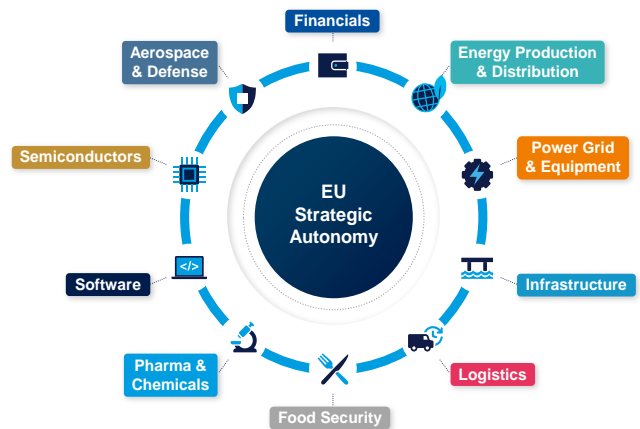 Financials
Aerospace
& Defense
Energy Production
& Distribution
Semiconductors
Power Grid
& Equipment
EU
Strategic
Autonomy
Software
</>
Infrastructure
Pharma &
Chemicals
Logistics
Food Security